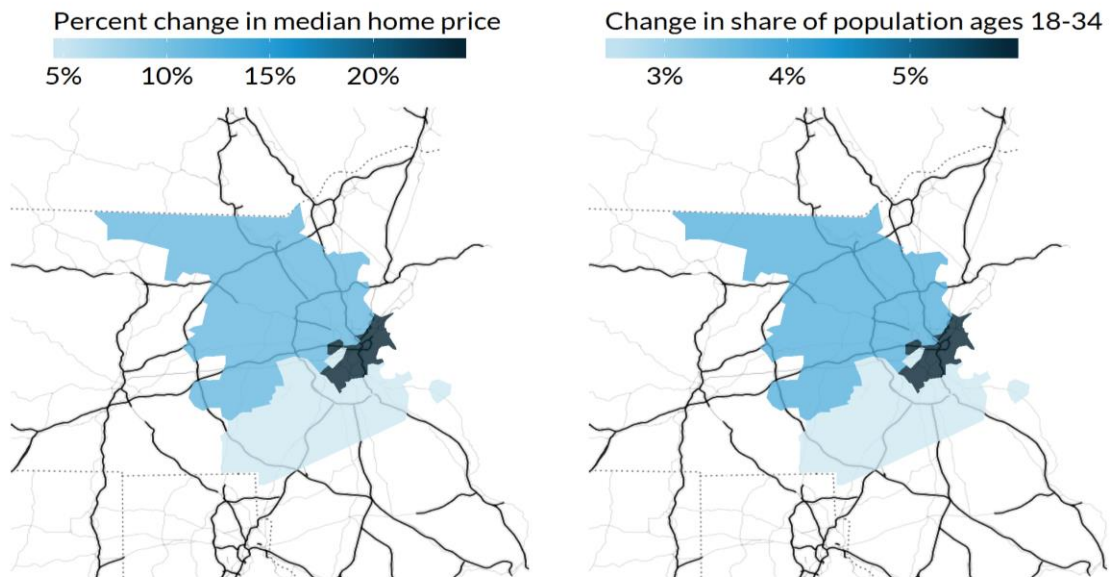 Percent change in median home price
5% 10% 15% 20%
Change in share of population ages 18-34
3% 4% 5%